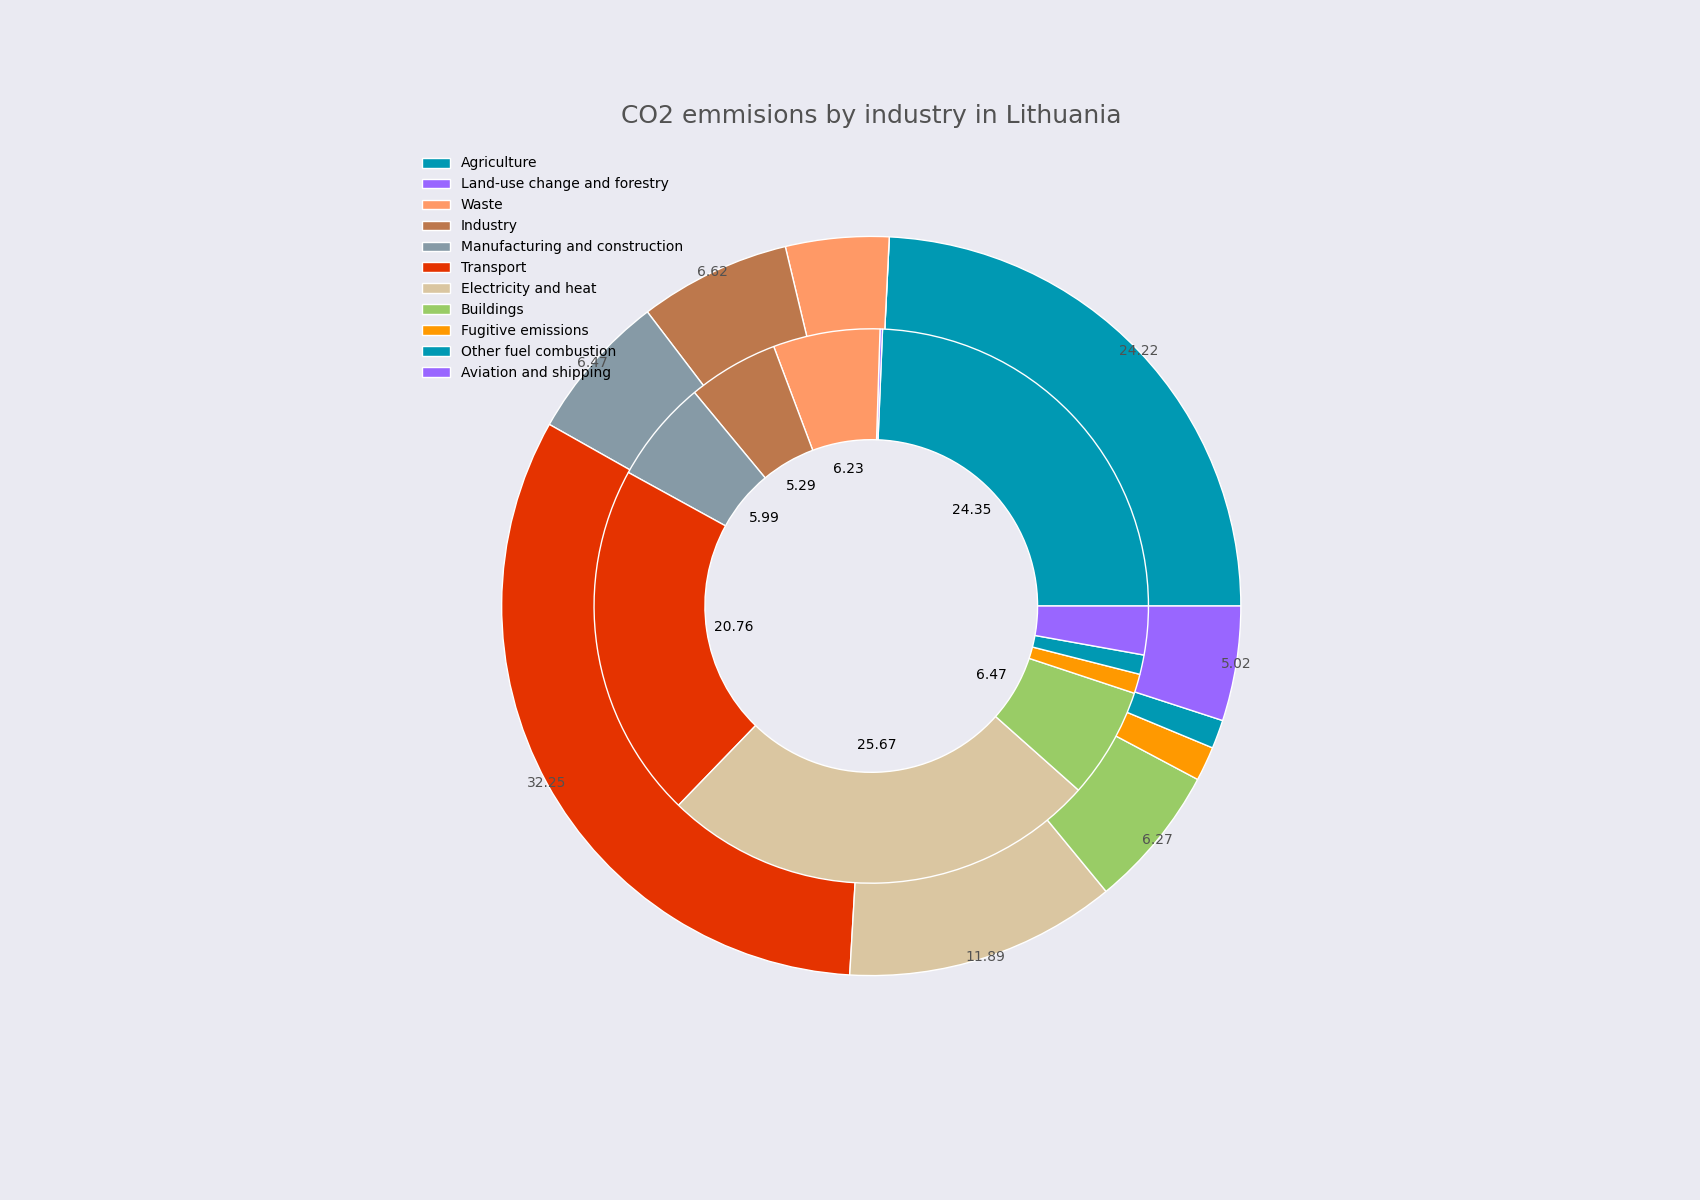 CO2 emmisions by industry in Lithuania
Agriculture
Land-use change and forestry
Waste
Industry
Manufacturing and construction
Transport
Electricity and heat
Buildings
Fugitive emissions
Other fuel combustion
Aviation and shipping
6.62
24.22
6.47
6.23
5.29
24.35
5.99
20.76
5.02
6.47
25.67
32.25
6.27
11.89